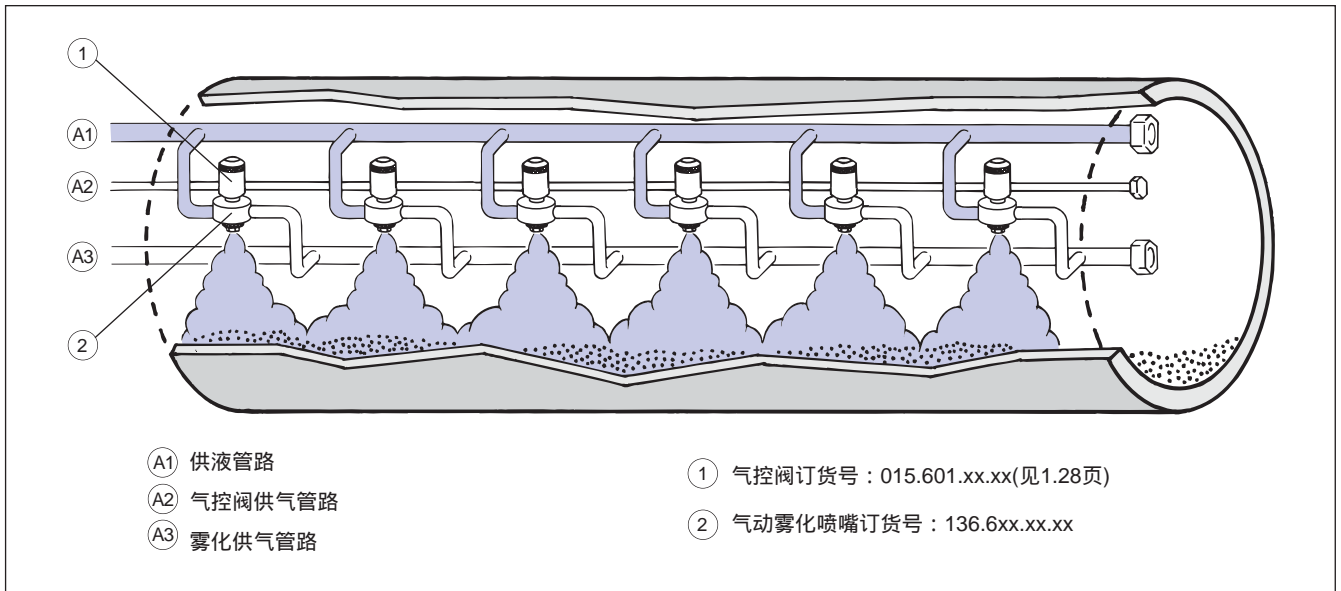 1
A1
A2
A3
2
A1 供液管路
A2 气控阀供气管路
A3 雾化供气管路
1 气控阀订货号：015.601.xx.xx(见1.28页)
2 气动雾化喷嘴订货号：136.6xx.xx.xx